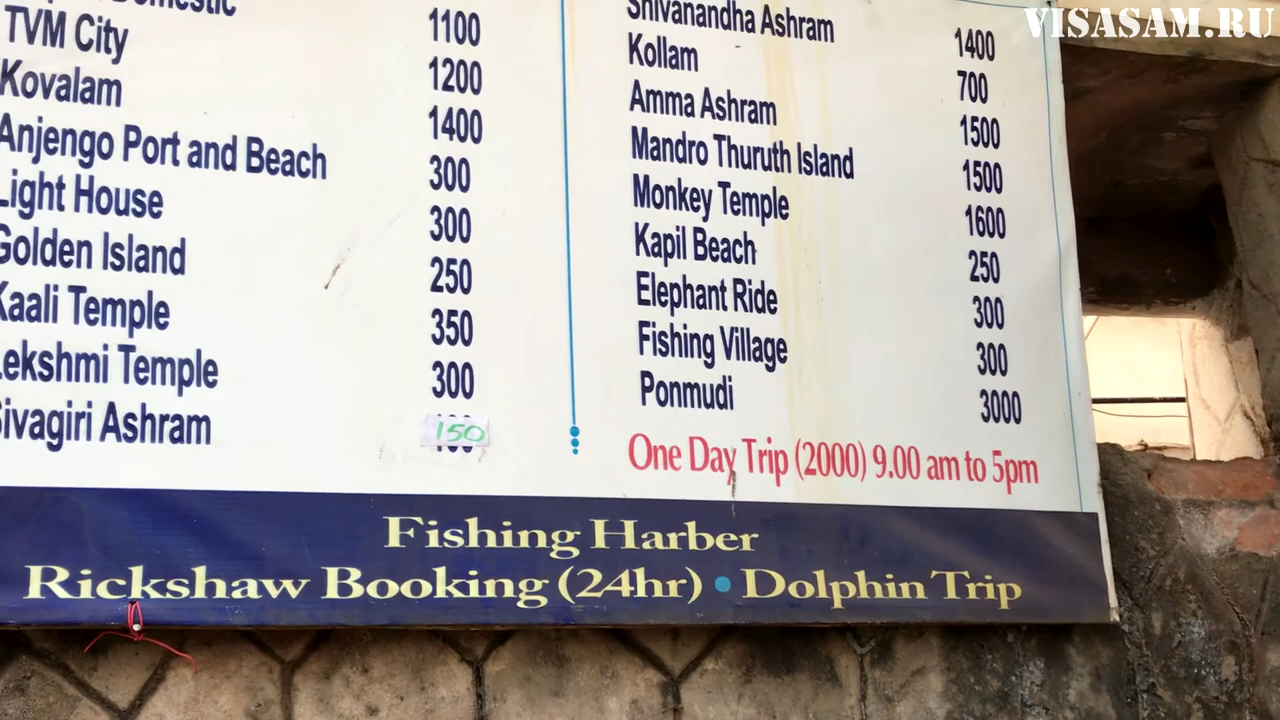 Domestic 1100
TVM City 1200
Kovalam 1400
Anjengo Port and Beach 300
Light House 300
Golden Island 250
Kaali Temple 350
Lekshmi Temple 300
Sivagiri Ashram 150
Shivanandha Ashram 1400
Kollam 700
Amma Ashram 1500
Mandro Thuruth Island 1500
Monkey Temple 1600
Kapil Beach 250
Elephant Ride 300
Fishing Village 300
Ponmudi 3000
One Day Trip (2000) 9.00 am to 5pm
Fishing Harber
Rickshaw Booking (24hr) • Dolphin Trip
VISASAM.RU